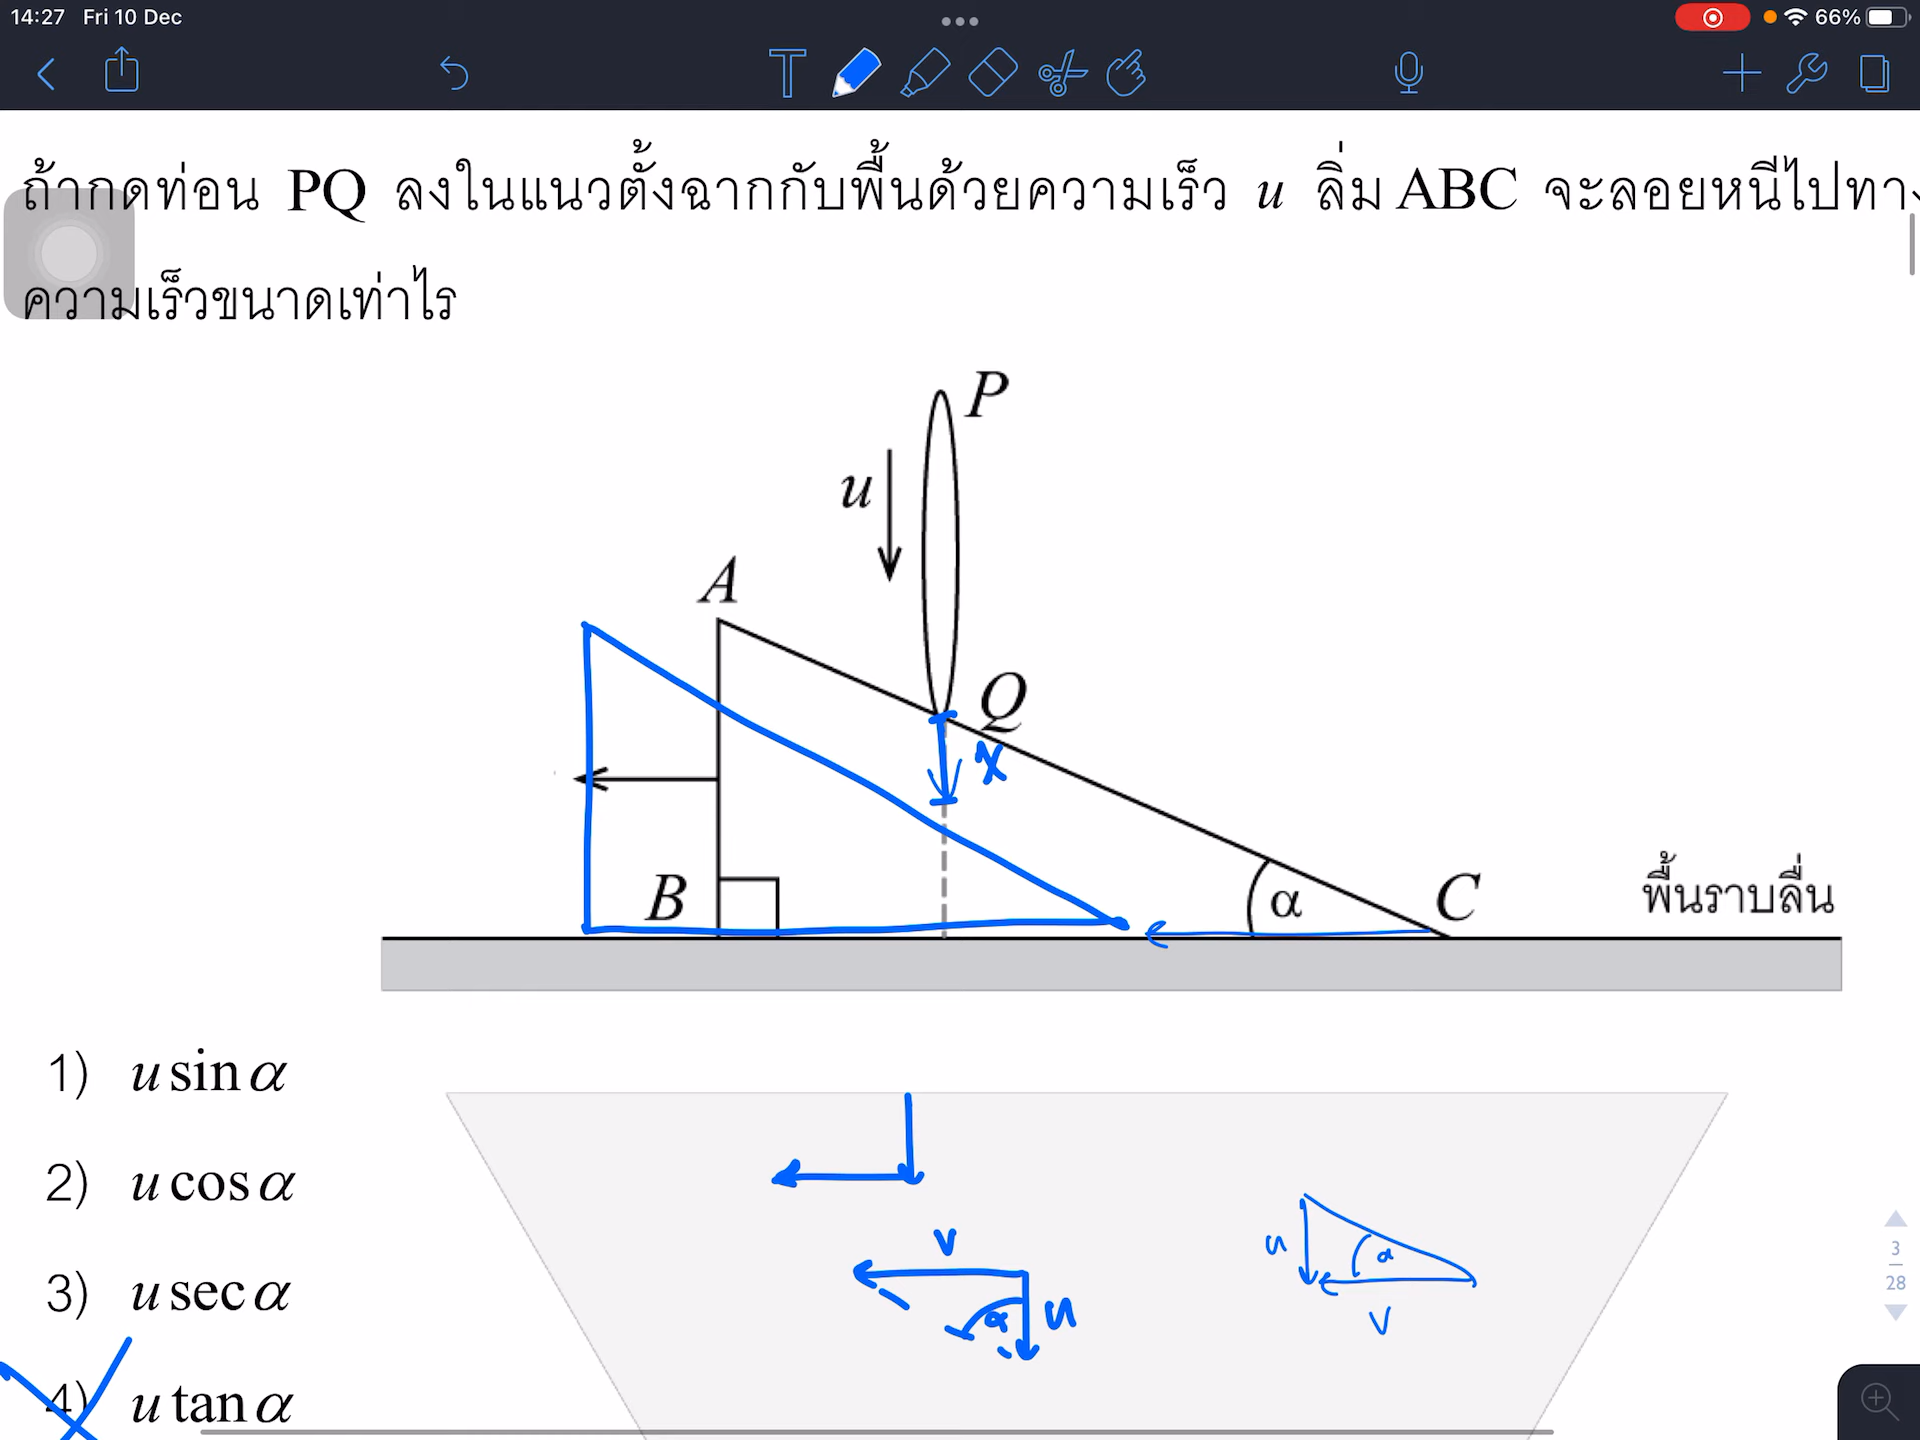 14:27 Fri 10 Dec 66%
ถ้ากดท่อน PQ ลงในแนวตั้งฉากกับพื้นด้วยความเร็ว u ลิ่ม ABC จะลอยหนีไปทาง
ความเร็วขนาดเท่าไร
P
u
A
Q
x
B
α
C
พื้นราบลื่น
1) u sin α
2) u cos α
3) u sec α
4) u tan α
v
α
u
u
α
v
3
28